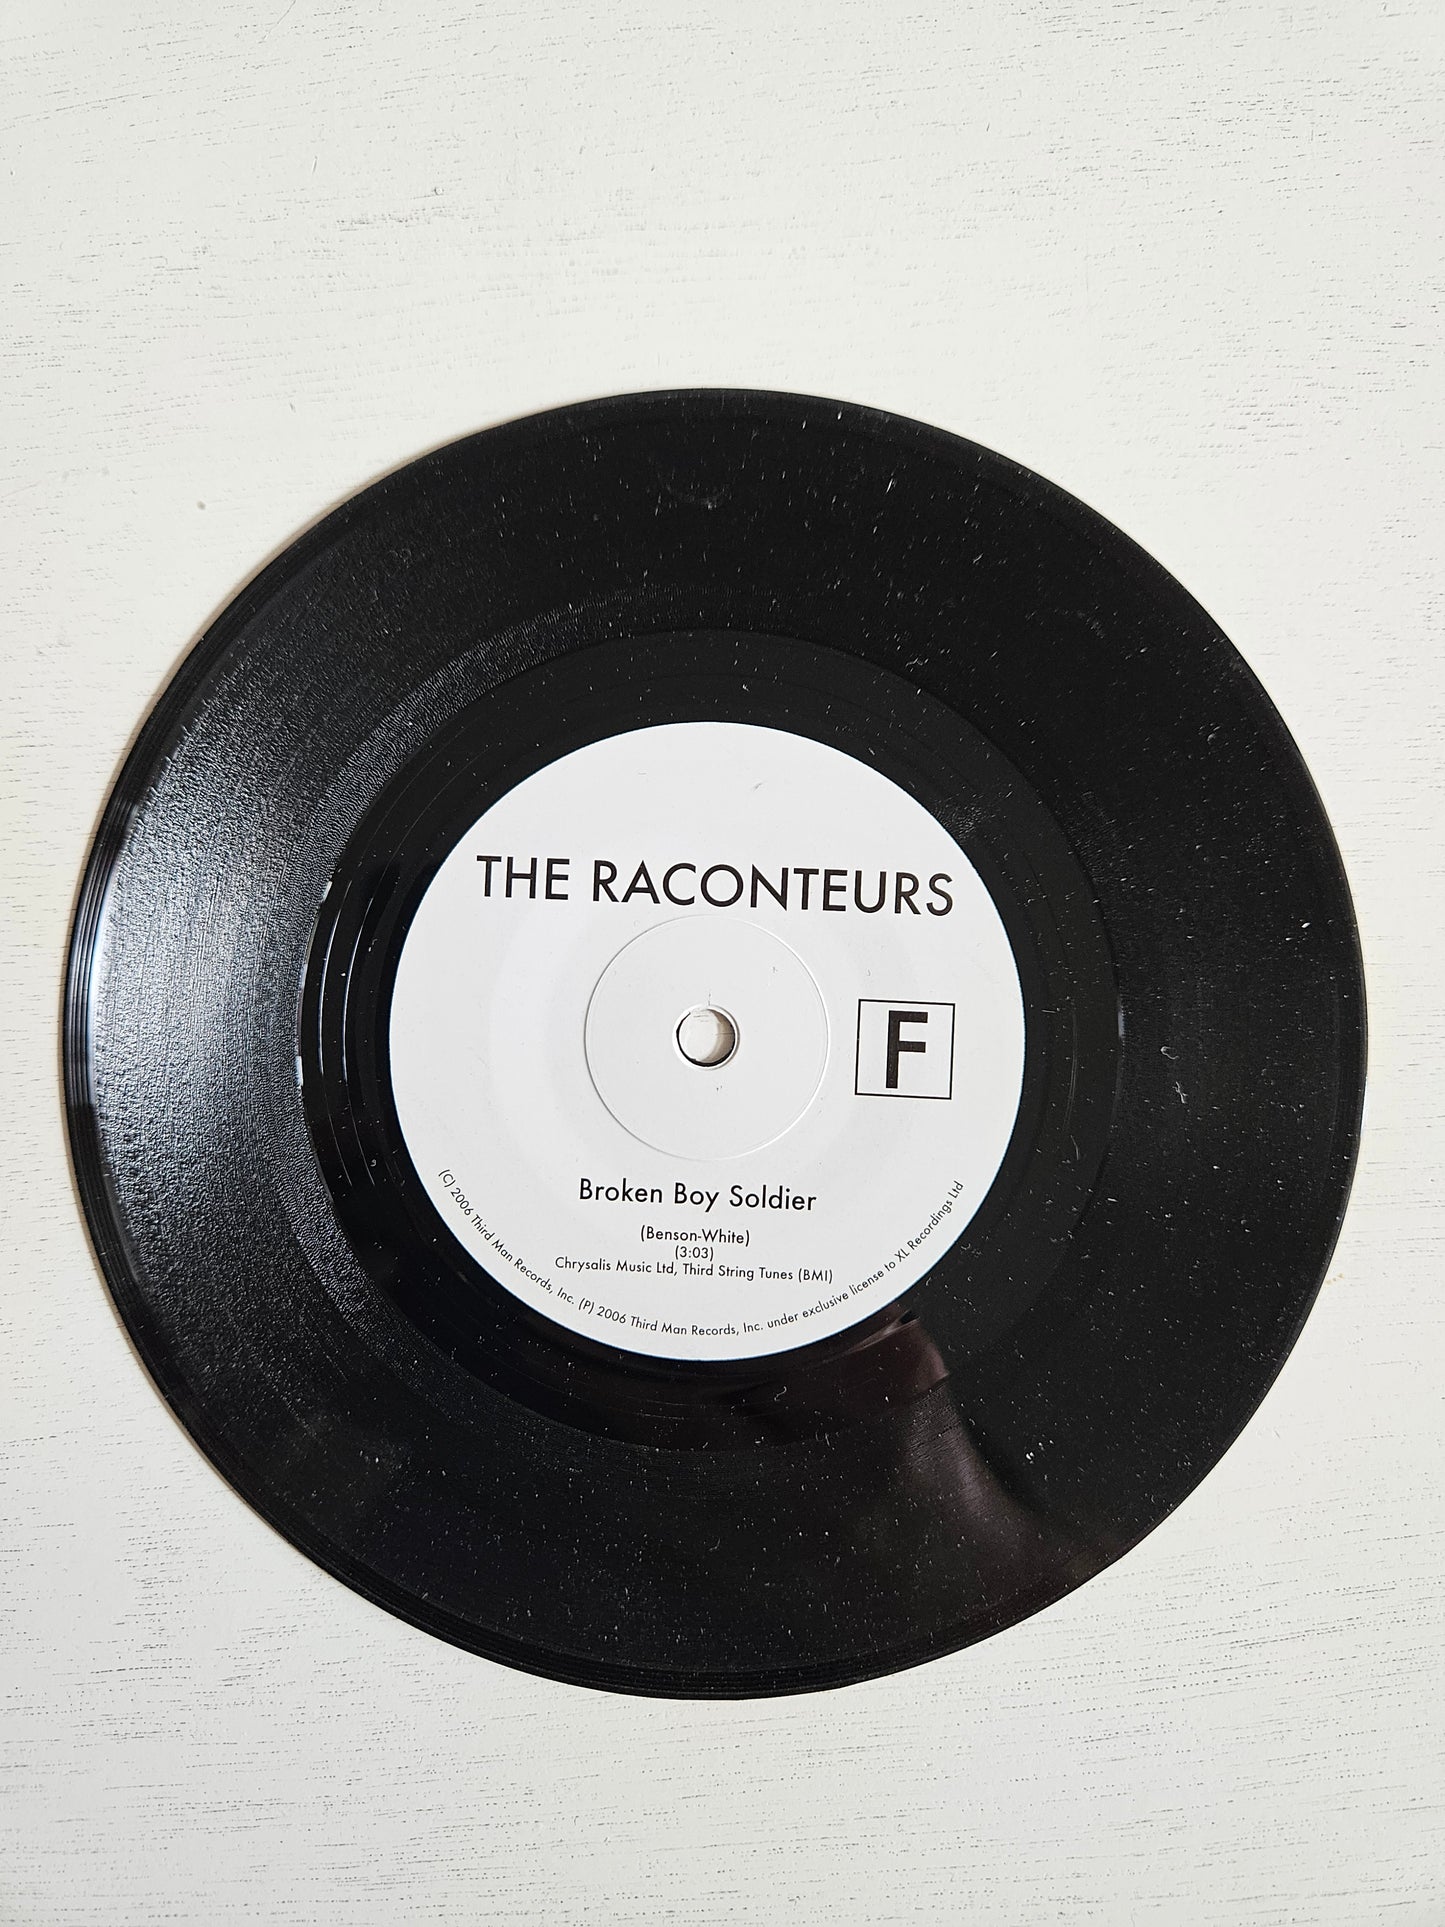 THE RACONTEURS
F
Broken Boy Soldier
(Benson-White)
(3:03)
Chrysalis Music Ltd, Third String Tunes (BMI)
(C) 2006 Third Man Records, Inc. (P) 2006 Third Man Records, Inc. under exclusive license to XL Recordings Ltd